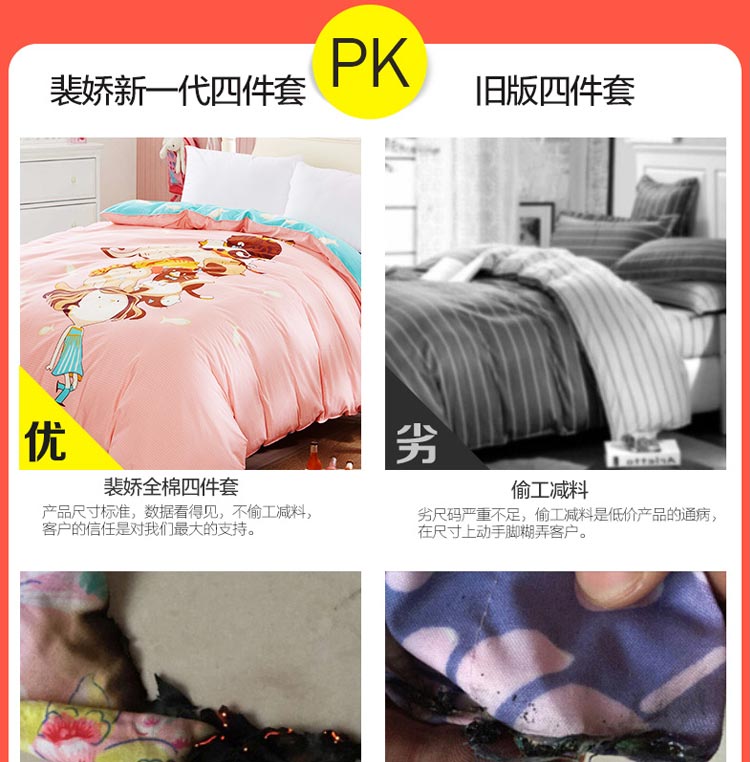 PK
裴娇新一代四件套
旧版四件套
优
劣
裴娇全棉四件套
产品尺寸标准，数据看得见，不偷工减料，
客户的信任是对我们最大的支持。
偷工减料
劣尺码严重不足，偷工减料是低价产品的通病，
在尺寸上动手脚糊弄客户。